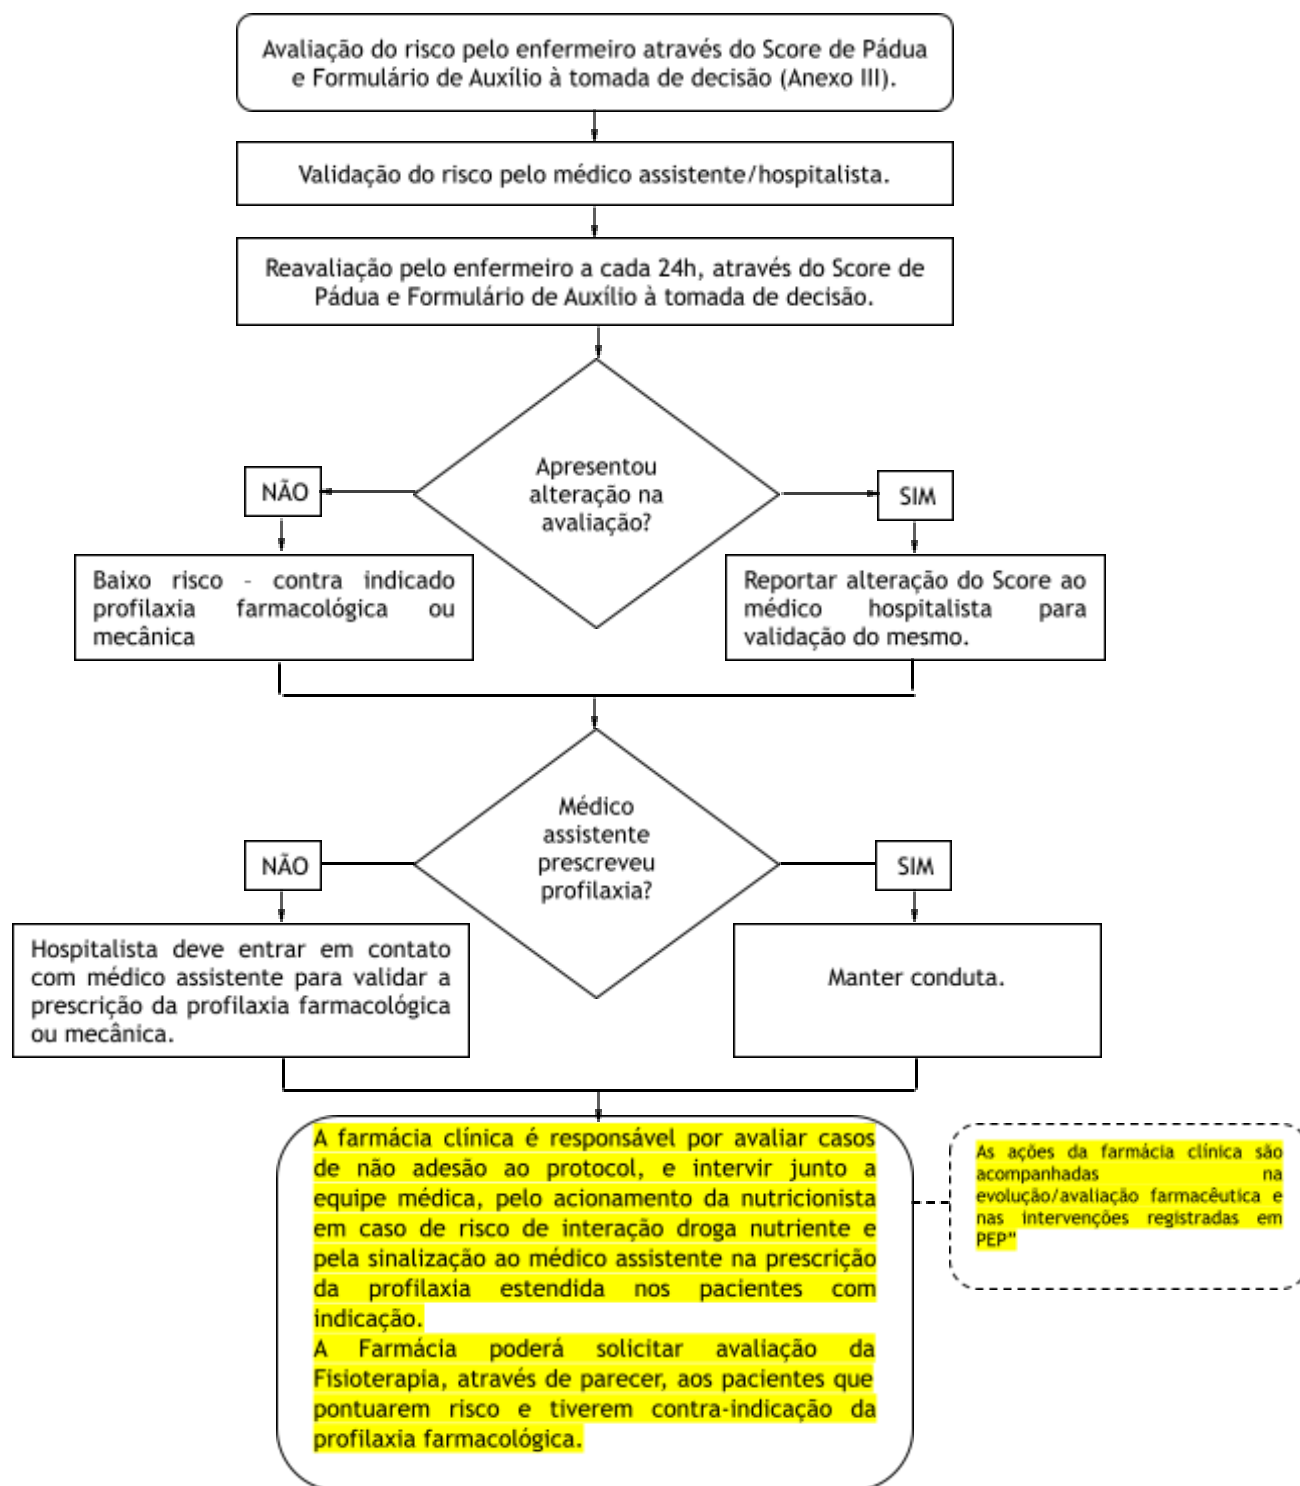 Avaliação do risco pelo enfermeiro através do Score de Pádua
e Formulário de Auxílio à tomada de decisão (Anexo III).
Validação do risco pelo médico assistente/hospitalista.
Reavaliação pelo enfermeiro a cada 24h, através do Score de
Pádua e Formulário de Auxílio à tomada de decisão.
Apresentou
alteração na
avaliação?
NÃO
SIM
Baixo risco - contra indicado
profilaxia farmacológica ou
mecânica
Reportar alteração do Score ao
médico hospitalista para
validação do mesmo.
Médico
assistente
prescreveu
profilaxia?
NÃO
SIM
Hospitalista deve entrar em contato
com médico assistente para validar a
prescrição da profilaxia farmacológica
ou mecânica.
Manter conduta.
A farmácia clínica é responsável por avaliar casos
de não adesão ao protocol, e intervir junto a
equipe médica, pelo acionamento da nutricionista
em caso de risco de interação droga nutriente e
pela sinalização ao médico assistente na prescrição
da profilaxia estendida nos pacientes com
indicação.
A Farmácia poderá solicitar avaliação da
Fisioterapia, através de parecer, aos pacientes que
pontuarem risco e tiverem contra-indicação da
profilaxia farmacológica.
As ações da farmácia clínica são
acompanhadas na
evolução/avaliação farmacêutica e
nas intervenções registradas em
PEP”